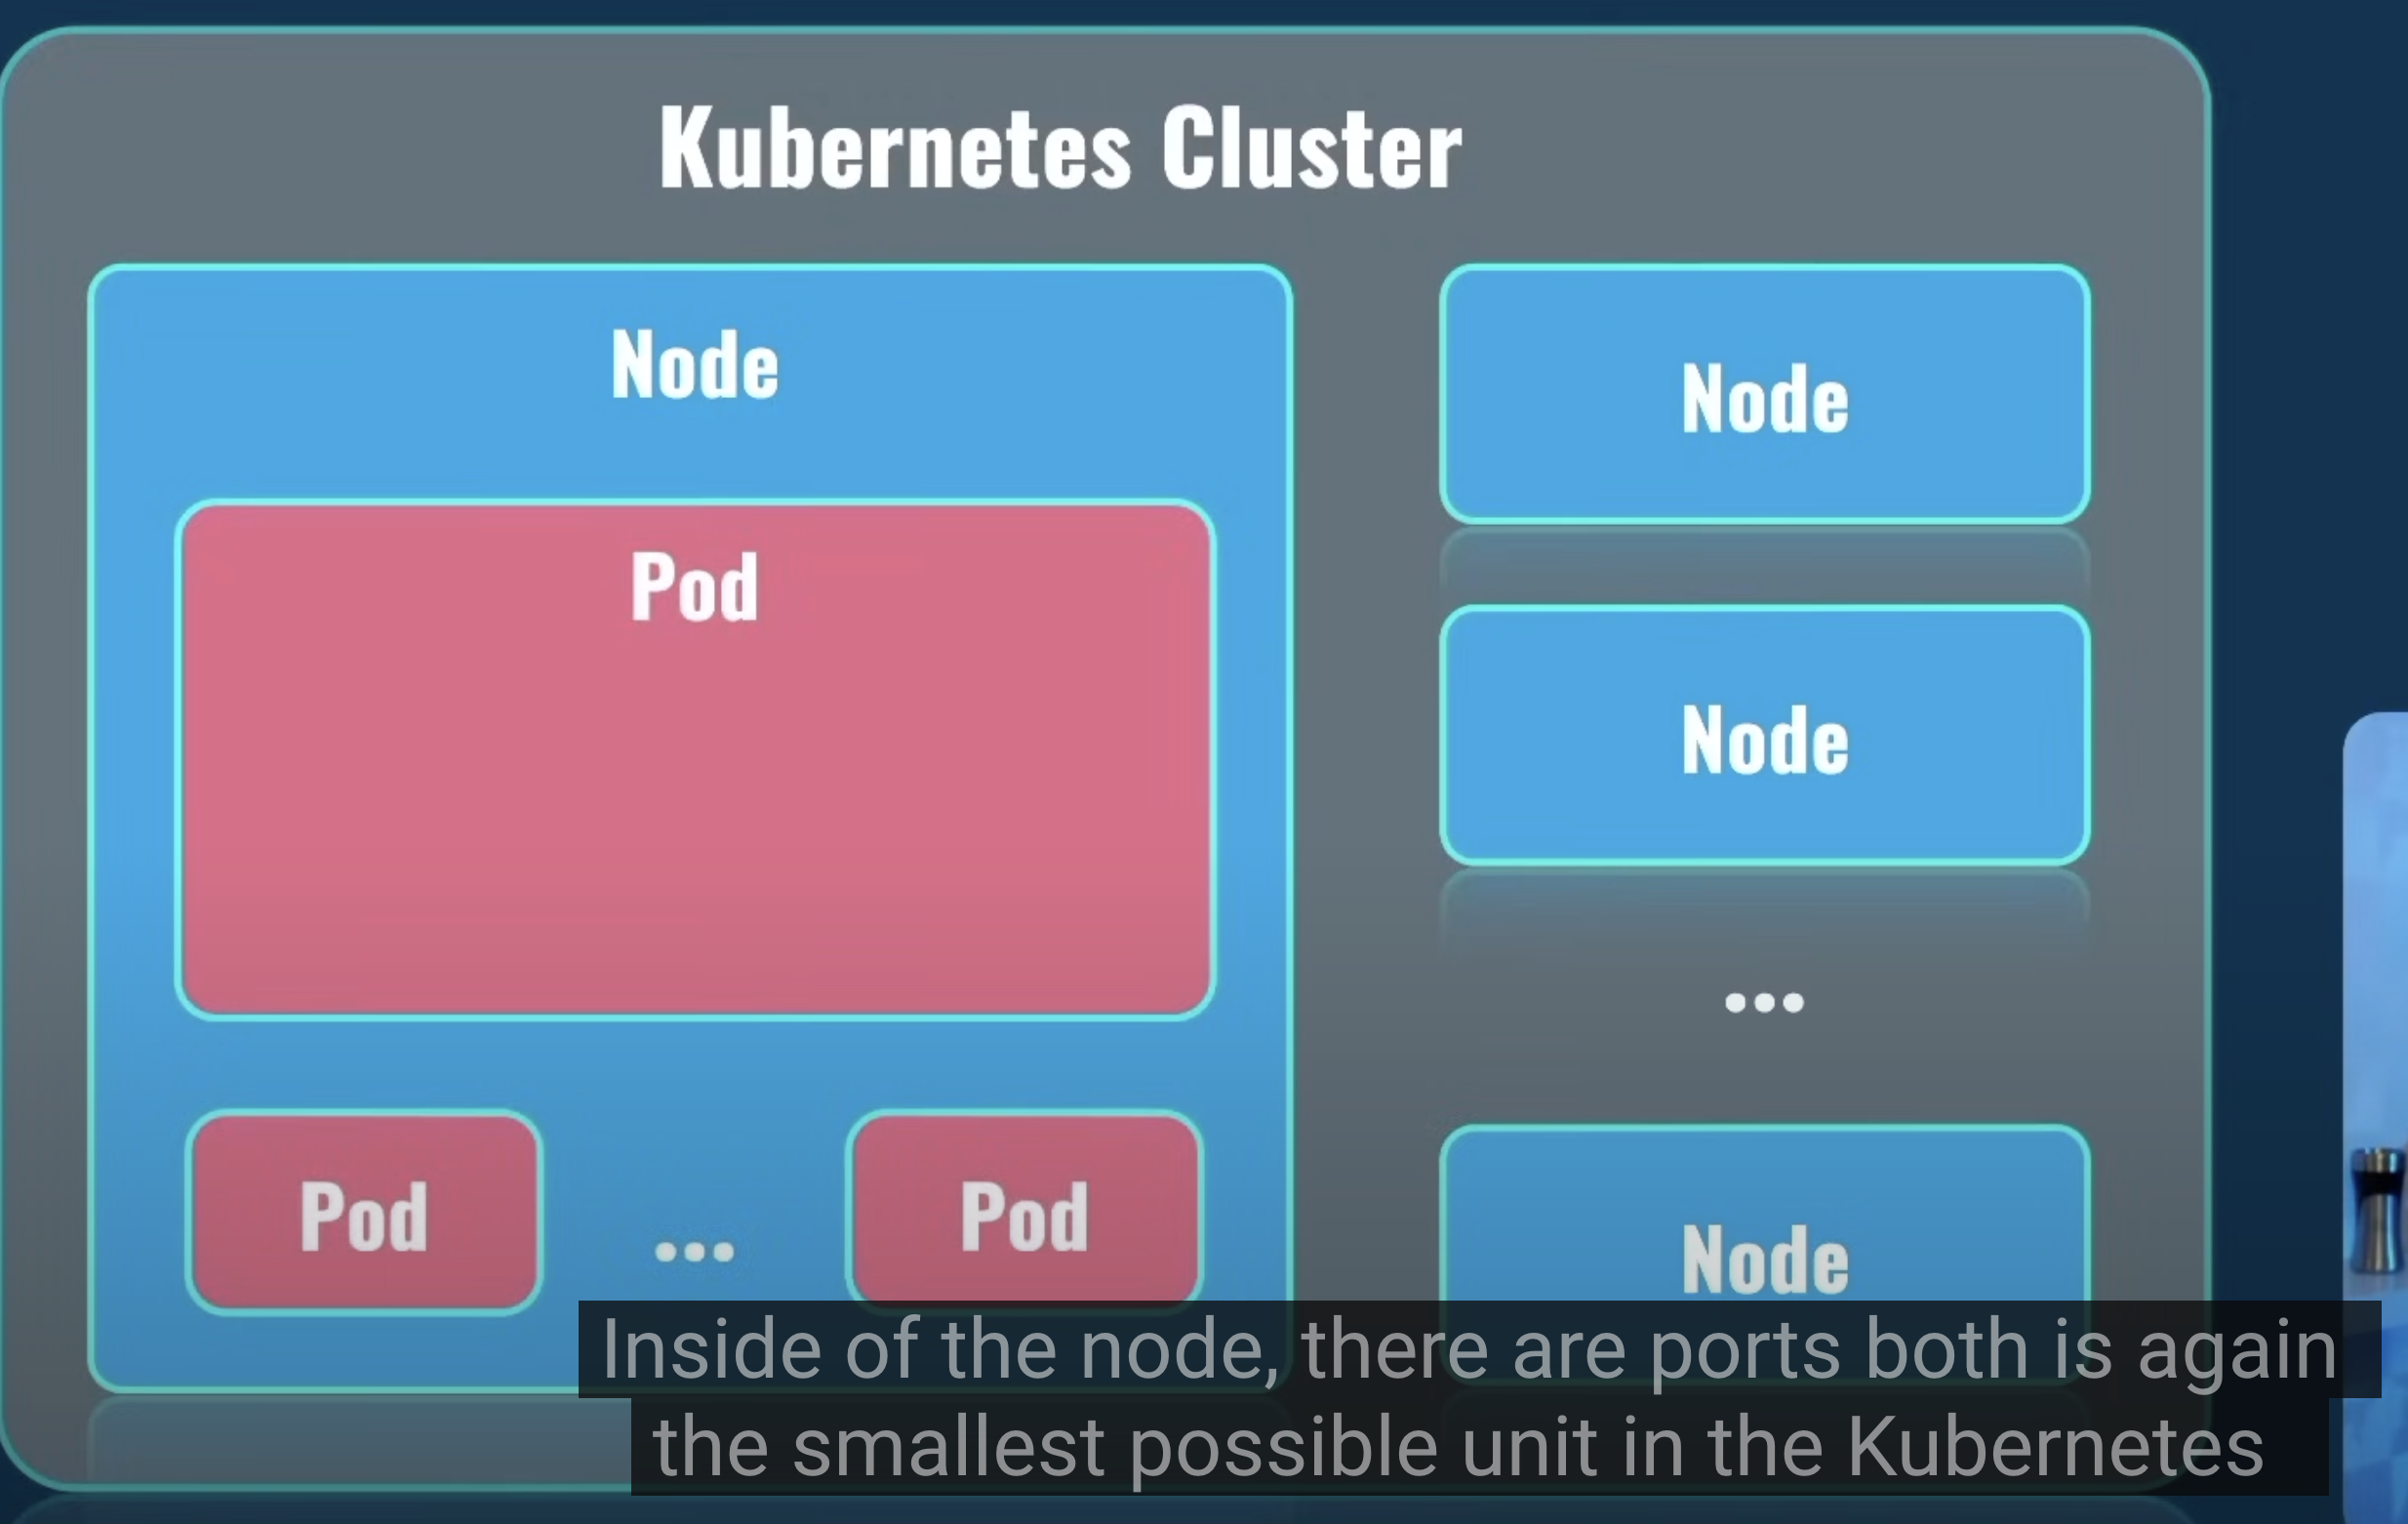 Kubernetes Cluster
Node
Pod
Pod
...
Pod
Node
Node
...
Node
Inside of the node, there are ports both is again
the smallest possible unit in the Kubernetes